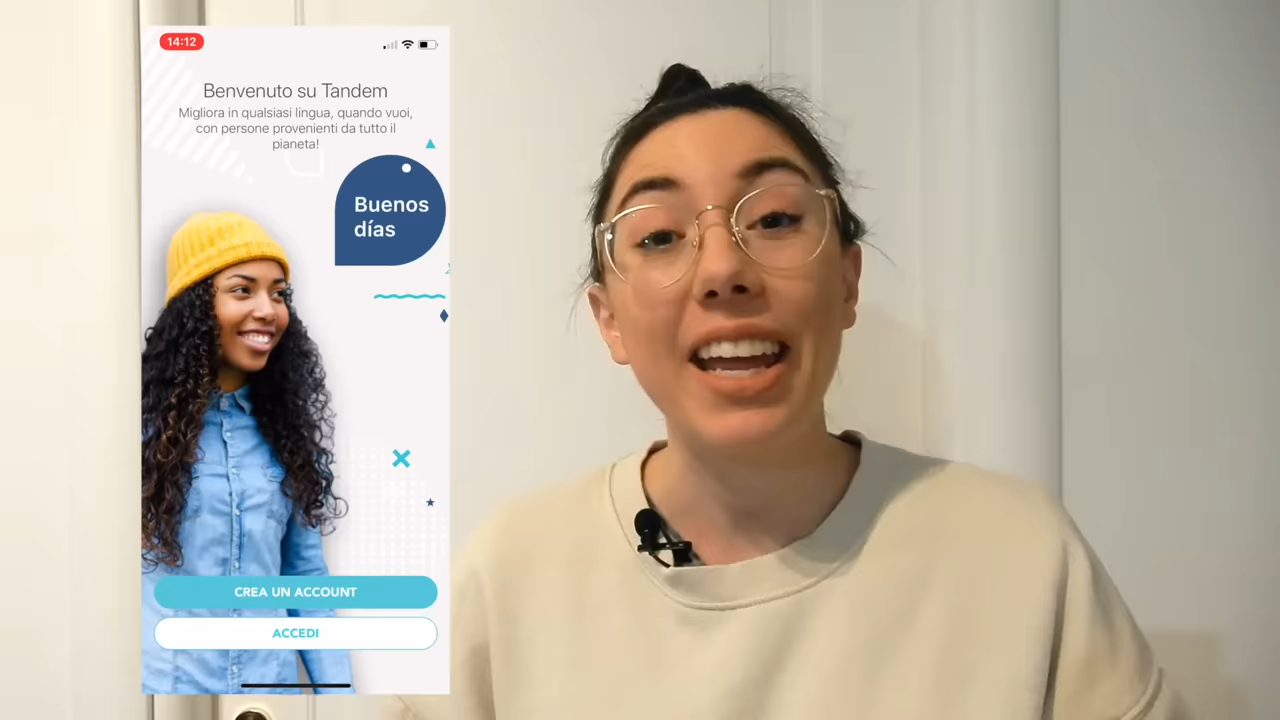 14:12
Benvenuto su Tandem
Migliora in qualsiasi lingua, quando vuoi,
con persone provenienti da tutto il
pianeta!
Buenos
días
CREA UN ACCOUNT
ACCEDI